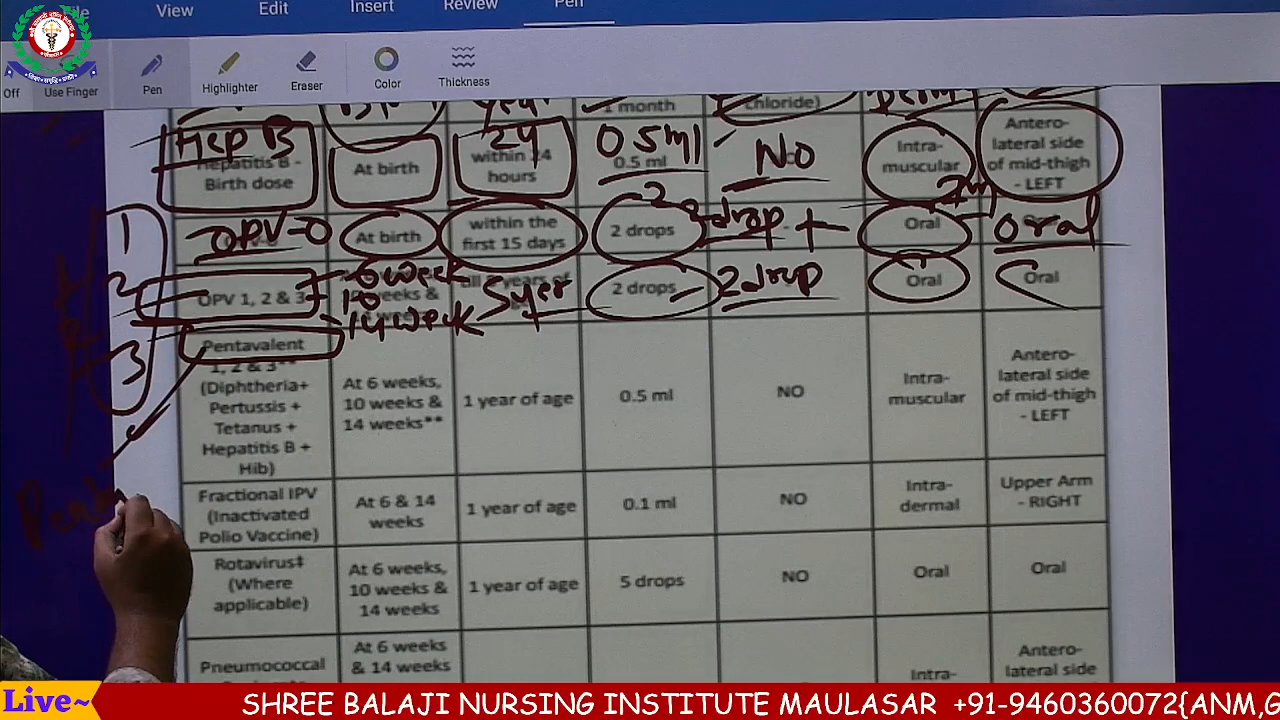 File View Edit Insert Review Pen
Off Use Finger Pen Highlighter Eraser Color Thickness
year 1 month chloride)
Hep B 24 0.5ml NO
Hepatitis B - Birth dose
At birth
within 24 hours
0.5 ml
Intra-muscular
Antero-lateral side of mid-thigh - LEFT
1
2
3
OPV-0
At birth
within the first 15 days
2 drops
2 drop +
Oral
oral
OPV 1, 2 & 3
6 week
10
14 week
5 year
2 drops
2 drop
Oral
Oral
Pentavalent
1, 2 & 3**
(Diphtheria+
Pertussis +
Tetanus +
Hepatitis B +
Hib)
At 6 weeks,
10 weeks &
14 weeks**
1 year of age
0.5 ml
NO
Intra-
muscular
Antero-
lateral side
of mid-thigh
- LEFT
Fractional IPV
(Inactivated
Polio Vaccine)
At 6 & 14
weeks
1 year of age
0.1 ml
NO
Intra-
dermal
Upper Arm
- RIGHT
Rotavirus‡
(Where
applicable)
At 6 weeks,
10 weeks &
14 weeks
1 year of age
5 drops
NO
Oral
Oral
Pneumococcal
At 6 weeks
& 14 weeks
Intra-
Antero-
lateral side
Live~ SHREE BALAJI NURSING INSTITUTE MAULASAR +91-9460360072{ANM,G